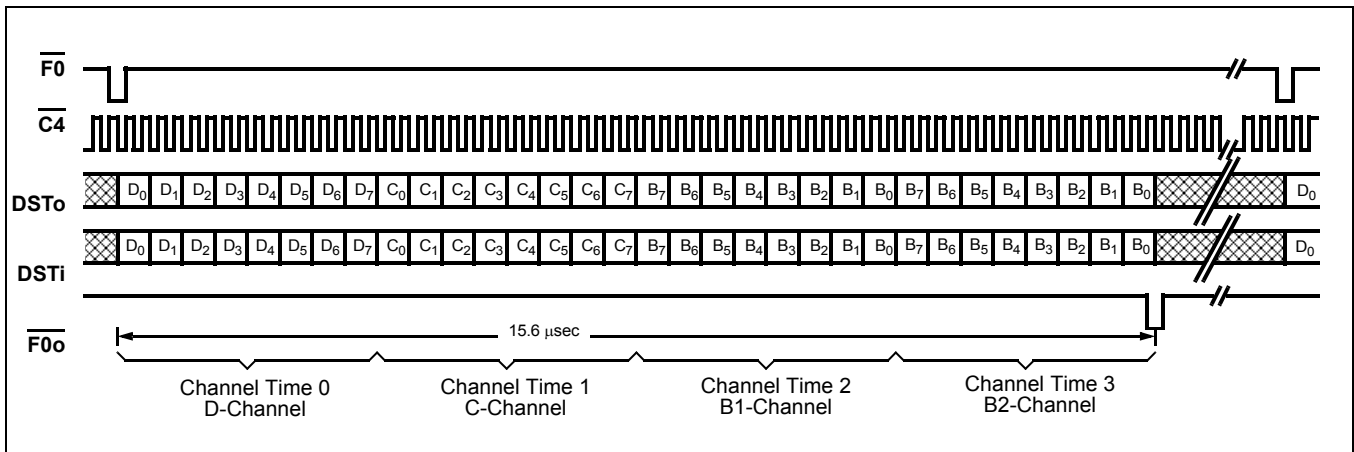 F0
C4
DSTo
D0 D1 D2 D3 D4 D5 D6 D7 C0 C1 C2 C3 C4 C5 C6 C7 B7 B6 B5 B4 B3 B2 B1 B0 B7 B6 B5 B4 B3 B2 B1 B0 D0
DSTi
D0 D1 D2 D3 D4 D5 D6 D7 C0 C1 C2 C3 C4 C5 C6 C7 B7 B6 B5 B4 B3 B2 B1 B0 B7 B6 B5 B4 B3 B2 B1 B0 D0
F0o
15.6 μsec
Channel Time 0
D-Channel
Channel Time 1
C-Channel
Channel Time 2
B1-Channel
Channel Time 3
B2-Channel